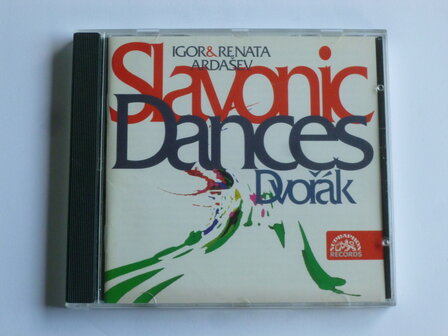 IGOR & RENATA
ARDAŠEV
Slavonic
Dances
Dvořák
SUPRAPHON
RECORDS